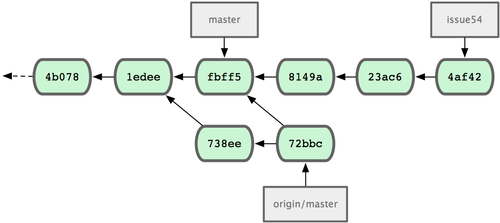 master
issue54
4b078
1edee
fbff5
8149a
23ac6
4af42
738ee
72bbc
origin/master